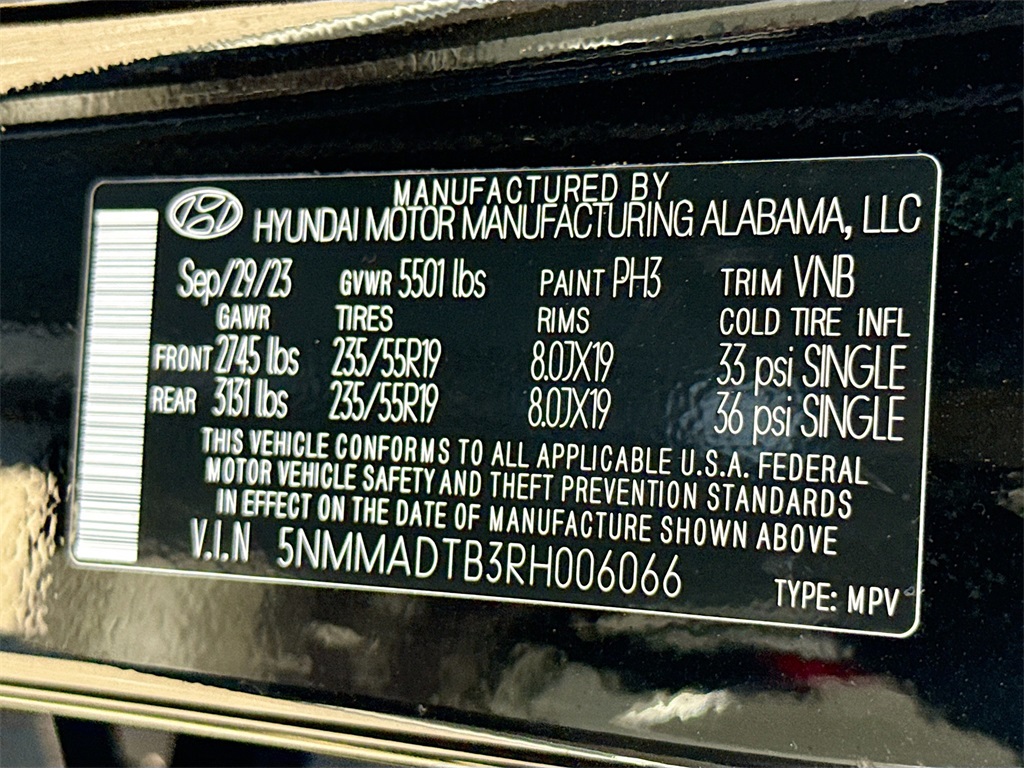 MANUFACTURED BY
HYUNDAI MOTOR MANUFACTURING ALABAMA, LLC
Sep/29/23 GVWR 5501 lbs PAINT PH3 TRIM VNB
GAWR TIRES RIMS COLD TIRE INFL
FRONT 2745 lbs 235/55R19 8.0JX19 33 psi SINGLE
REAR 3131 lbs 235/55R19 8.0JX19 36 psi SINGLE
THIS VEHICLE CONFORMS TO ALL APPLICABLE U.S.A. FEDERAL
MOTOR VEHICLE SAFETY AND THEFT PREVENTION STANDARDS
IN EFFECT ON THE DATE OF MANUFACTURE SHOWN ABOVE
V.I.N 5NMMADTB3RH006066
TYPE: MPV